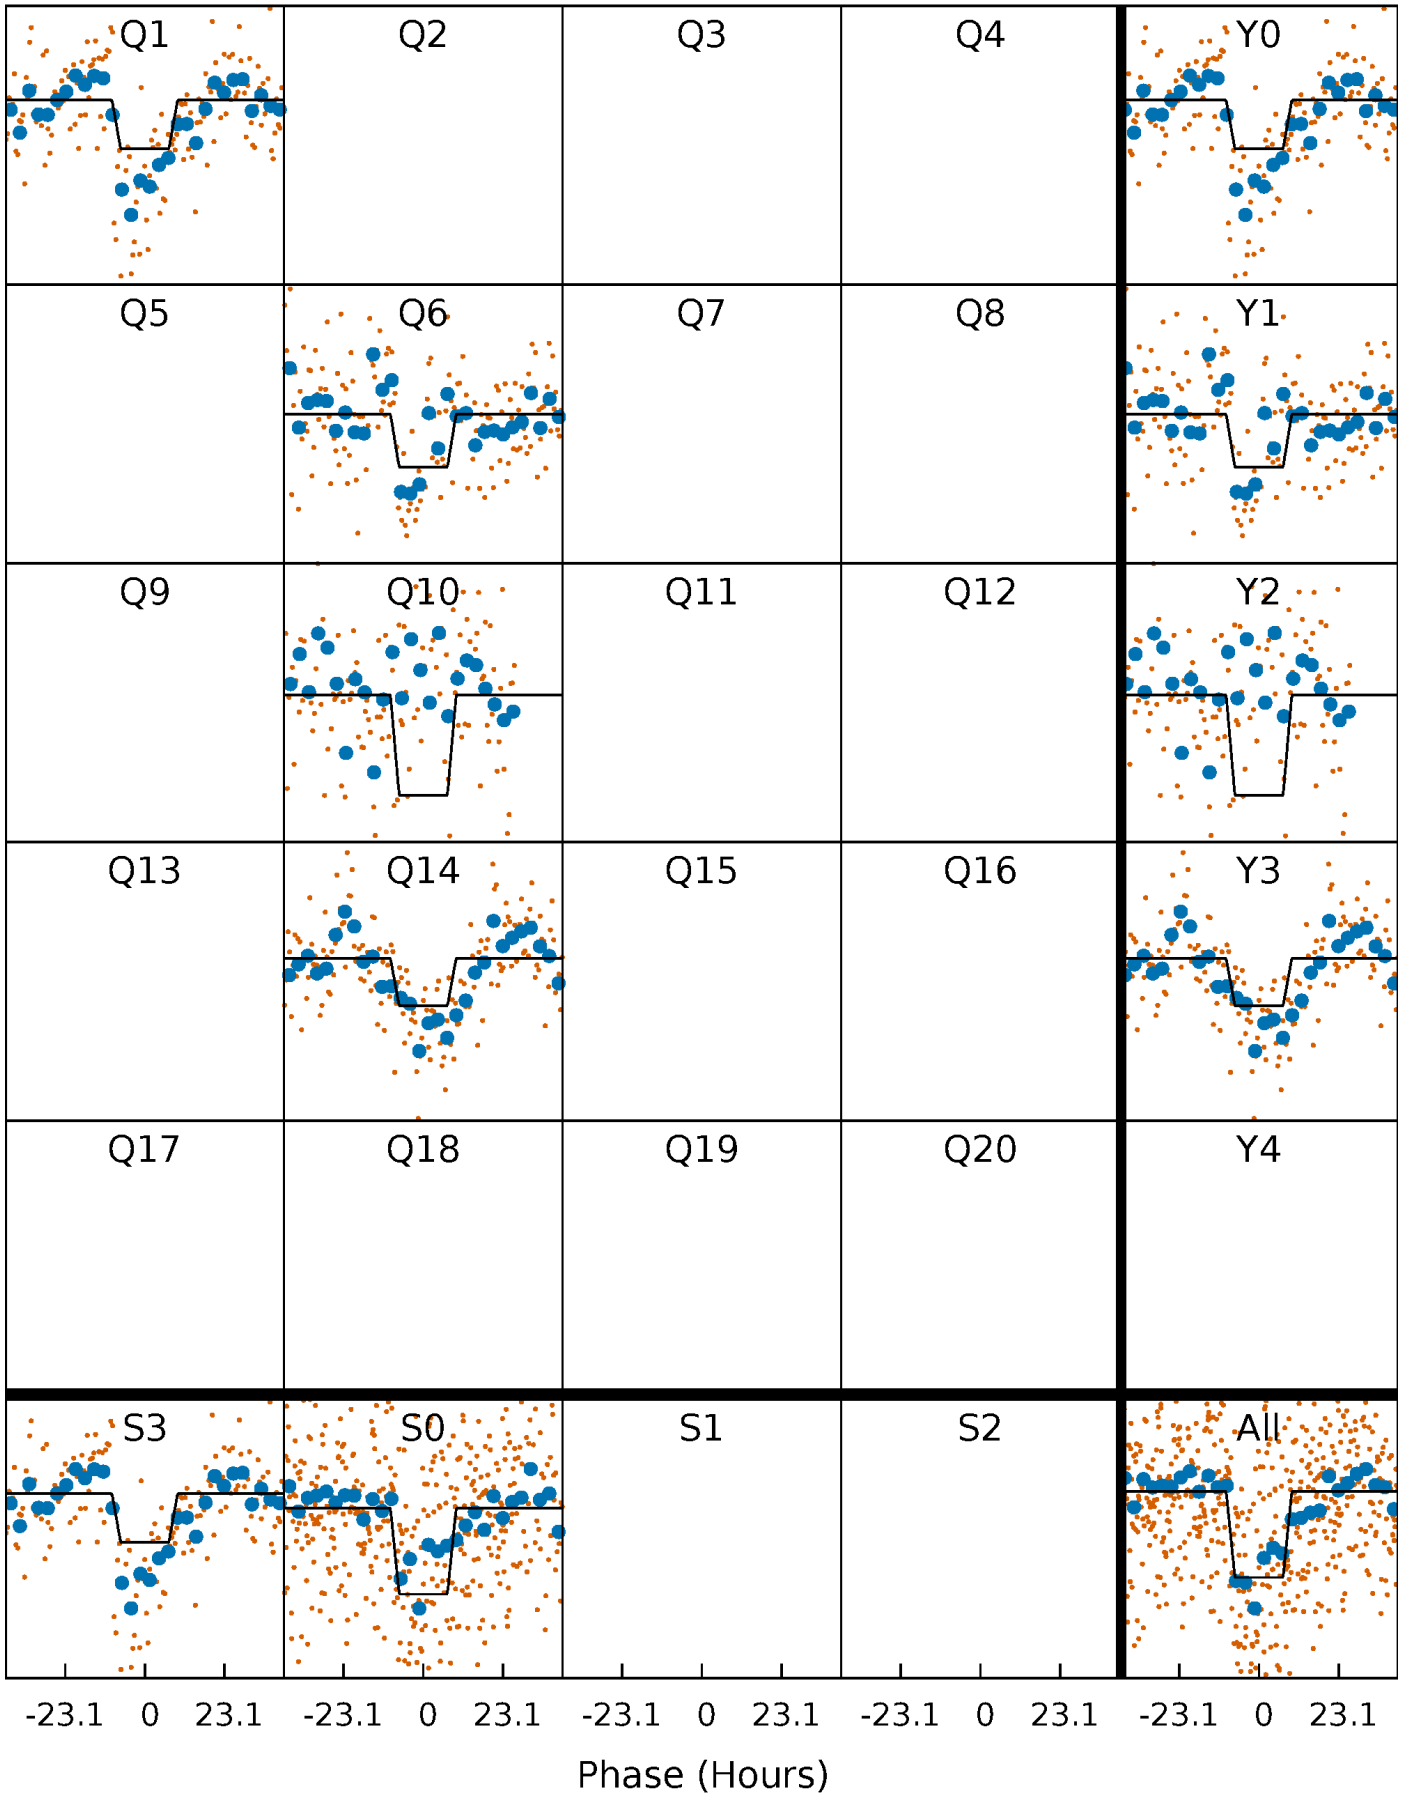 Q1 Q2 Q3 Q4 Y0
Q5 Q6 Q7 Q8 Y1
Q9 Q10 Q11 Q12 Y2
Q13 Q14 Q15 Q16 Y3
Q17 Q18 Q19 Q20 Y4
S3 S0 S1 S2 All
-23.1 0 23.1 -23.1 0 23.1 -23.1 0 23.1 -23.1 0 23.1 -23.1 0 23.1
Phase (Hours)